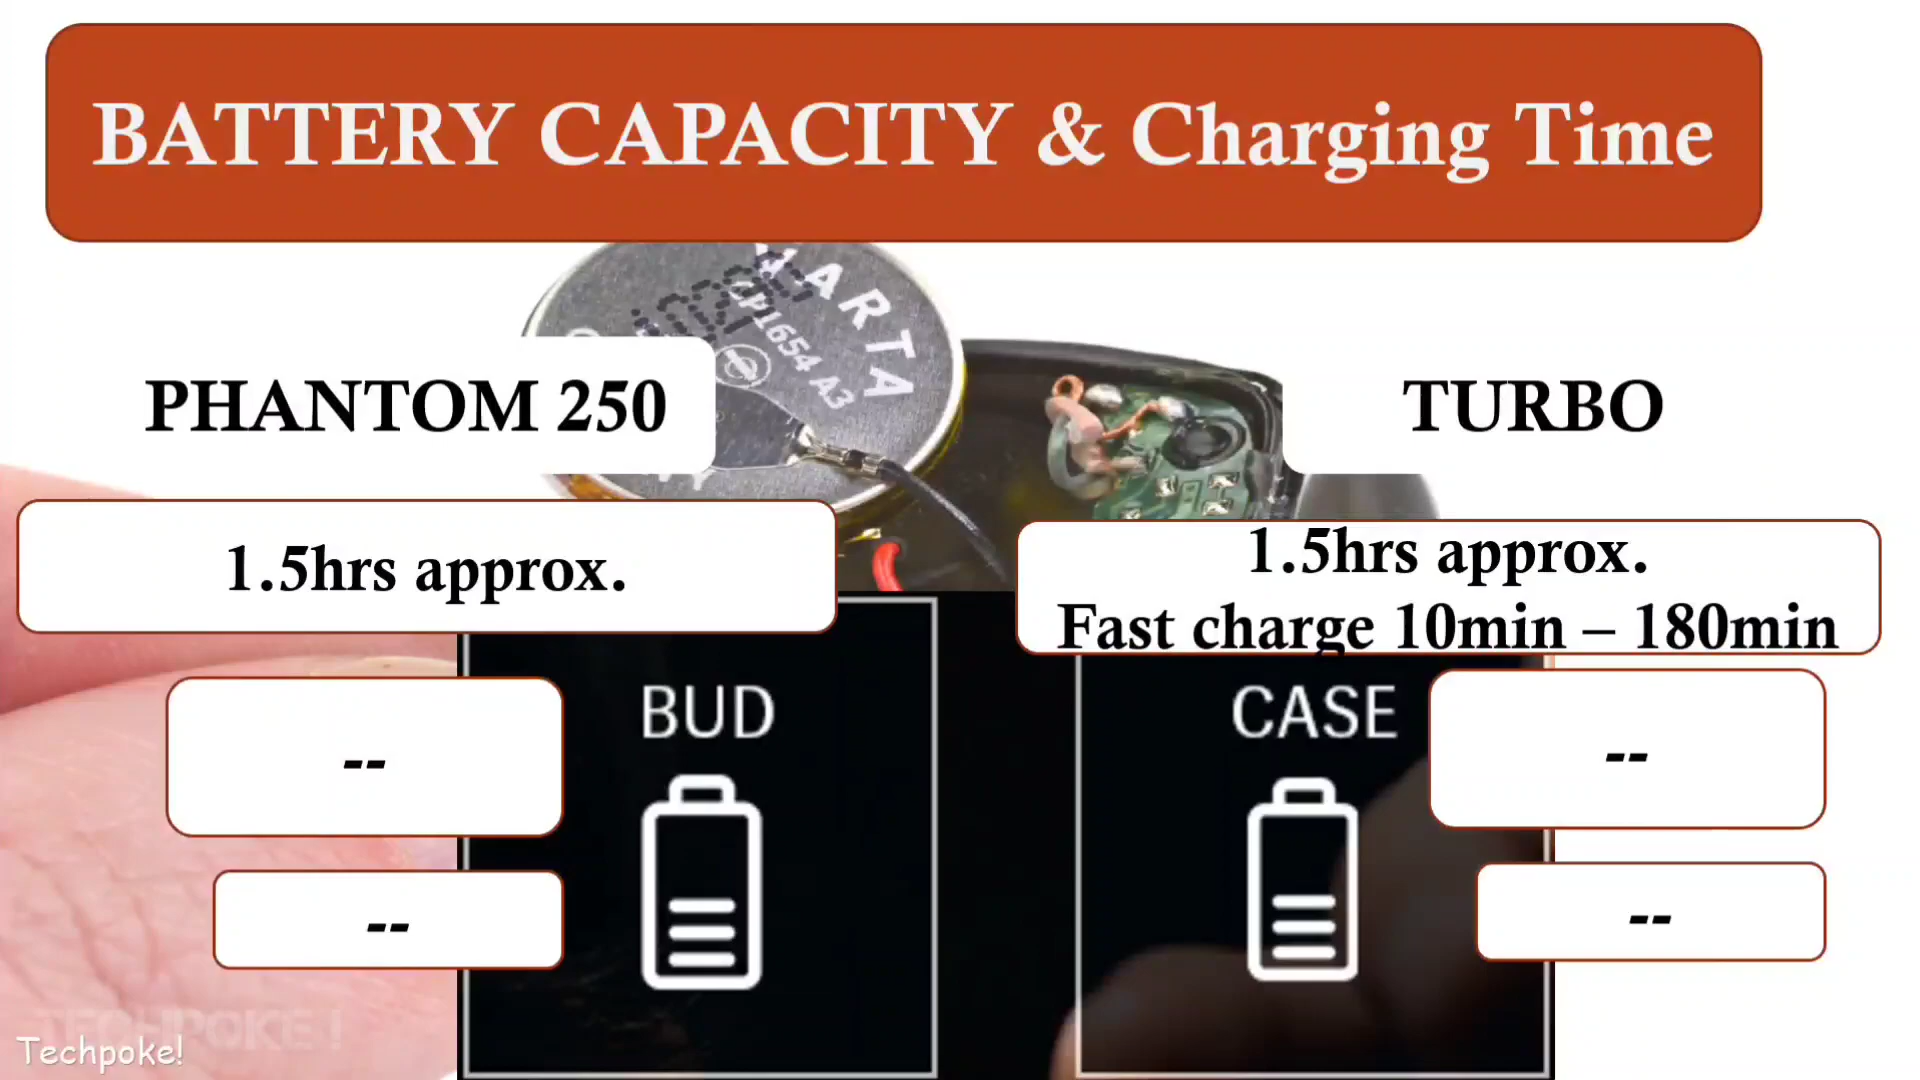 BATTERY CAPACITY & Charging Time
VARTA
CP1654 A3
PHANTOM 250
TURBO
1.5hrs approx.
1.5hrs approx.
Fast charge 10min – 180min
BUD
CASE
--
--
--
--
TECHPOKE!
Techpoke!